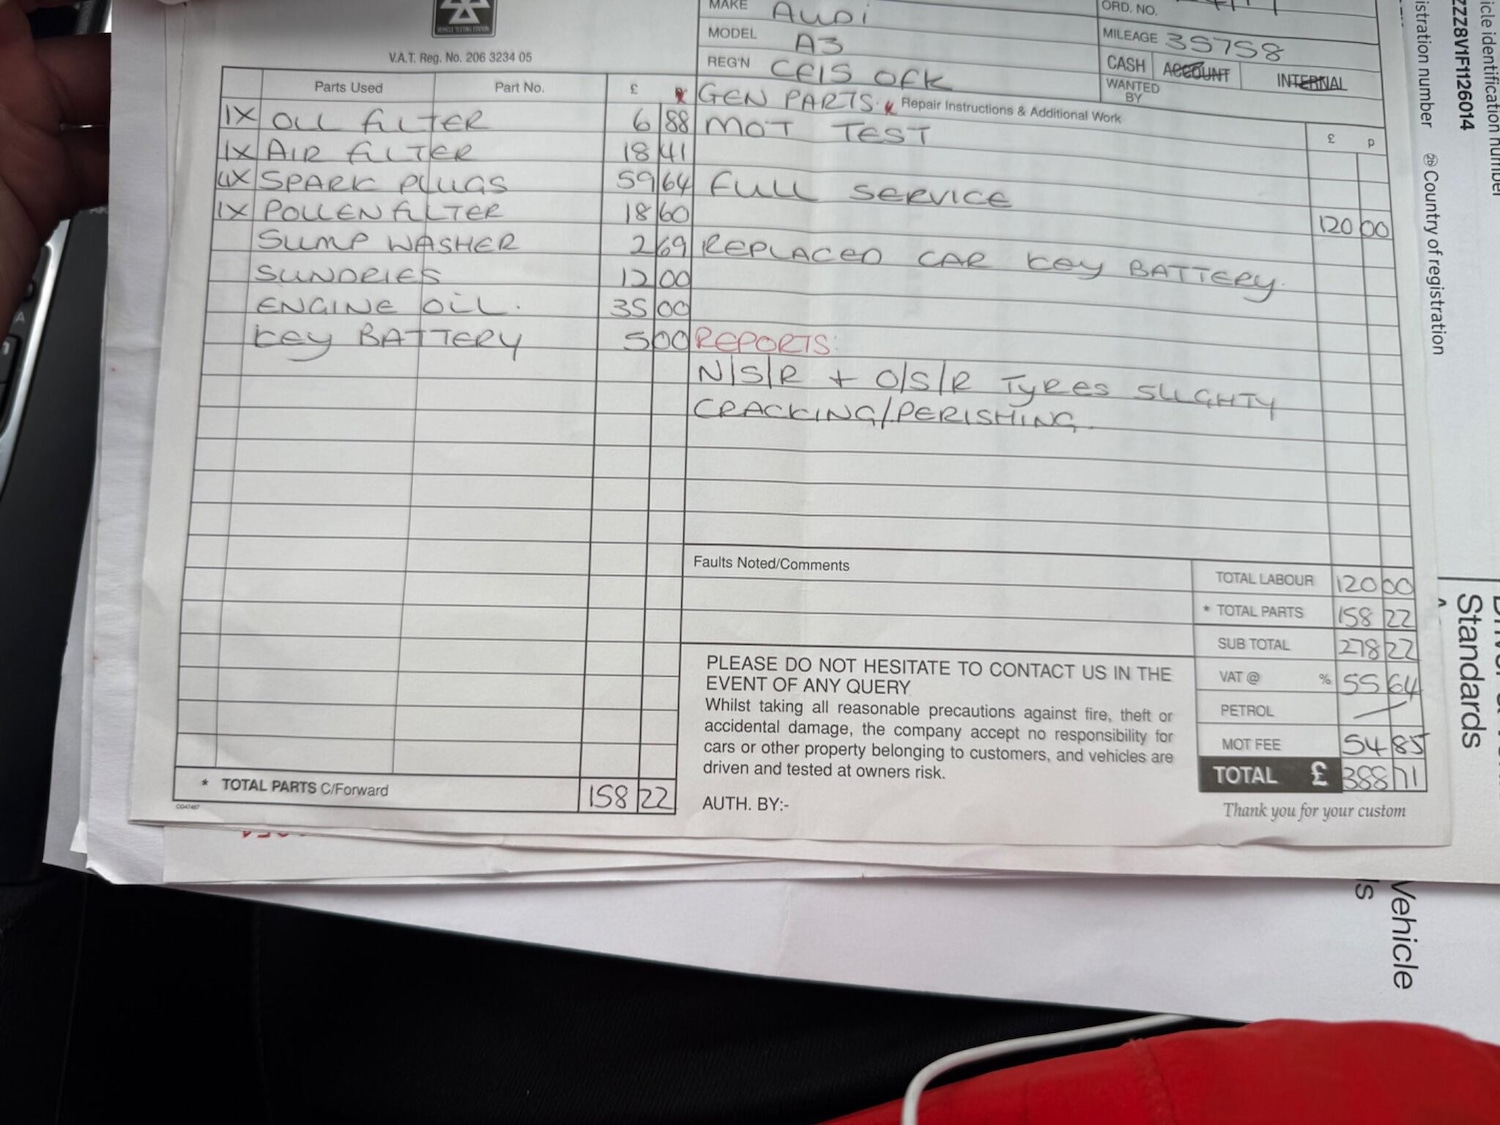 MAKE Audi
ORD. NO.
MODEL A3
MILEAGE 35758
V.A.T. Reg. No. 206 3234 05
REG'N CF15 OFK
CASH ACCOUNT INTERNAL
WANTED BY
Parts Used Part No. £
GEN PARTS. Repair Instructions & Additional Work
£ p
1X OIL FILTER 6 88
MOT TEST
1X AIR FILTER 18 41
4X SPARK PLUGS 59 64
FULL SERVICE 120 00
1X POLLEN FILTER 18 60
SUMP WASHER 2 69
REPLACED CAR KEY BATTERY.
SUNDRIES 12 00
ENGINE OIL. 35 00
KEY BATTERY 5 00
REPORTS:
N/S/R + O/S/R TYRES SLIGHTY
CRACKING/PERISHING.
Faults Noted/Comments
TOTAL LABOUR 120 00
* TOTAL PARTS 158 22
SUB TOTAL 278 22
VAT @ % 55 64
PETROL
MOT FEE 54 85
TOTAL £ 388 71
PLEASE DO NOT HESITATE TO CONTACT US IN THE
EVENT OF ANY QUERY
Whilst taking all reasonable precautions against fire, theft or
accidental damage, the company accept no responsibility for
cars or other property belonging to customers, and vehicles are
driven and tested at owners risk.
* TOTAL PARTS C/Forward 158 22
AUTH. BY:-
Thank you for your custom
icle identification number
ZZZ8V1F1126014
istration number
Country of registration
Standards
Vehicle